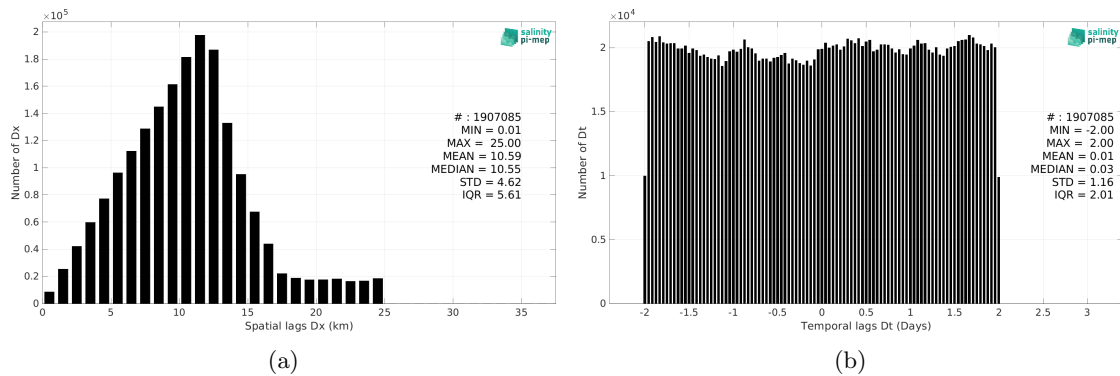 ×10⁵
2
1.8
1.6
1.4
1.2
1
0.8
0.6
0.4
0.2
0
Number of Dx
0 5 10 15 20 25 30 35
Spatial lags Dx (km)
salinity
pi-mep
# : 1907085
MIN = 0.01
MAX = 25.00
MEAN = 10.59
MEDIAN = 10.55
STD = 4.62
IQR = 5.61
(a)
×10⁴
2
1.5
1
0.5
0
Number of Dt
-2 -1.5 -1 -0.5 0 0.5 1 1.5 2 2.5 3
Temporal lags Dt (Days)
salinity
pi-mep
# : 1907085
MIN = -2.00
MAX = 2.00
MEAN = 0.01
MEDIAN = 0.03
STD = 1.16
IQR = 2.01
(b)